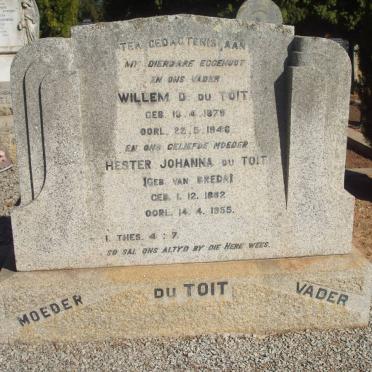 TER GEDAGTENIS AAN
MY DIERBARE EGGENOOT
EN ONS VADER
WILLEM D. DU TOIT
GEB. 13. 4. 1879
OORL. 22. 5. 1946
EN ONS GELIEFDE MOEDER
HESTER JOHANNA DU TOIT
(GEB. VAN BREDA)
GEB. 1. 12. 1882
OORL. 14. 4. 1955.
1. THES. 4 : 7.
SO SAL ONS ALTYD BY DIE HERE WEES.
MOEDER DU TOIT VADER